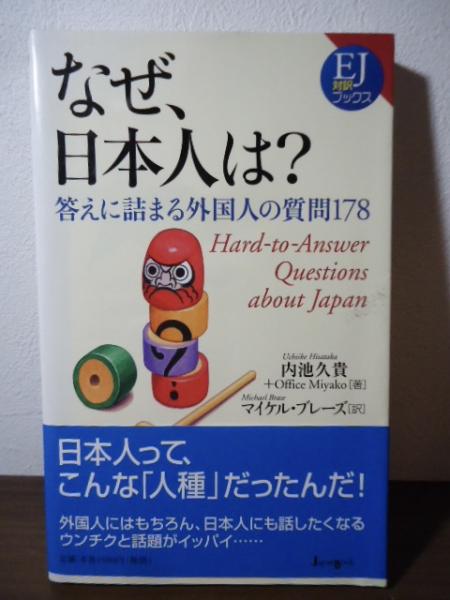 EJ
対訳
ブックス
なぜ、
日本人は?
答えに詰まる外国人の質問178
Hard-to-Answer
Questions
about Japan
Uchiike Hisataka
内池久貴
+Office Miyako[著]
Michael Brase
マイケル・ブレーズ[訳]
日本人って、
こんな「人種」だったんだ!
外国人にはもちろん、日本人にも話したくなる
ウンチクと話題がイッパイ……